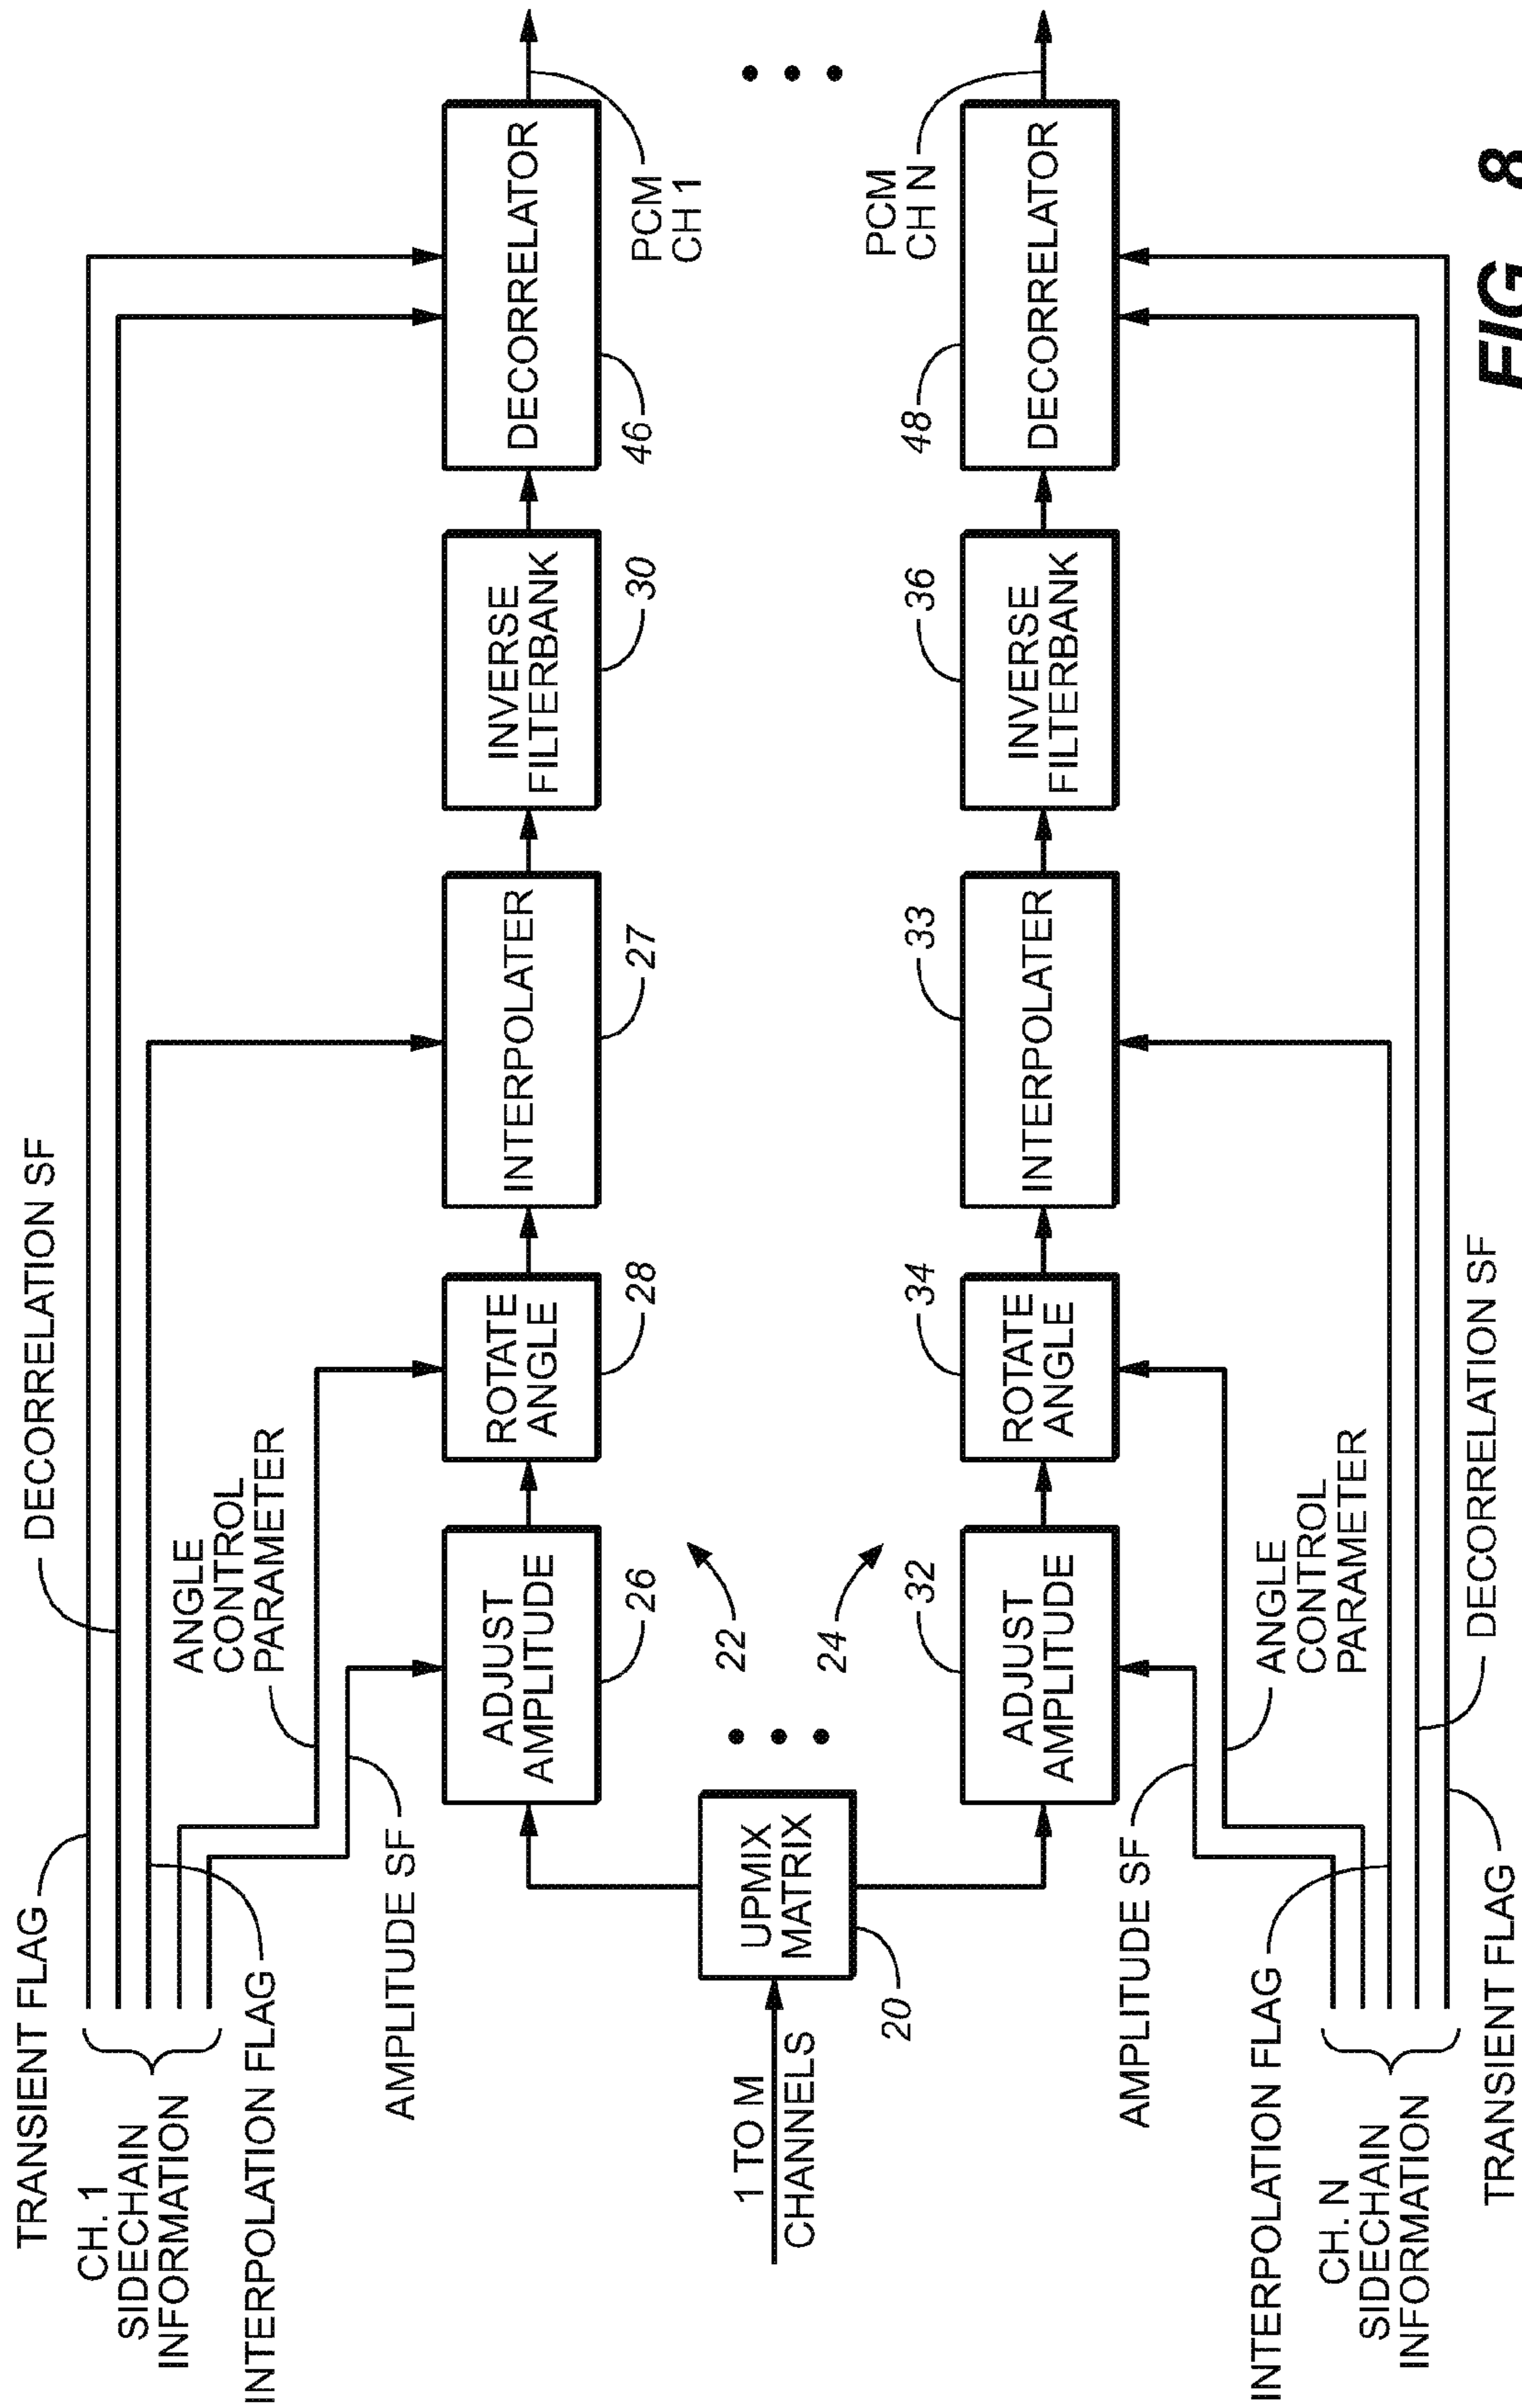 TRANSIENT FLAG
DECORRELATION SF
CH. 1
SIDECHAIN
INFORMATION
INTERPOLATION FLAG
ANGLE
CONTROL
PARAMETER
AMPLITUDE SF
ADJUST
AMPLITUDE
26
ROTATE
ANGLE
28
INTERPOLATER
27
INVERSE
FILTERBANK
30
DECORRELATOR
46
PCM
CH 1
22
1 TO M
CHANNELS
UPMIX
MATRIX
20
24
ADJUST
AMPLITUDE
32
ROTATE
ANGLE
34
INTERPOLATER
33
INVERSE
FILTERBANK
36
DECORRELATOR
48
PCM
CH N
AMPLITUDE SF
ANGLE
CONTROL
PARAMETER
INTERPOLATION FLAG
CH. N
SIDECHAIN
INFORMATION
DECORRELATION SF
TRANSIENT FLAG
FIG_8